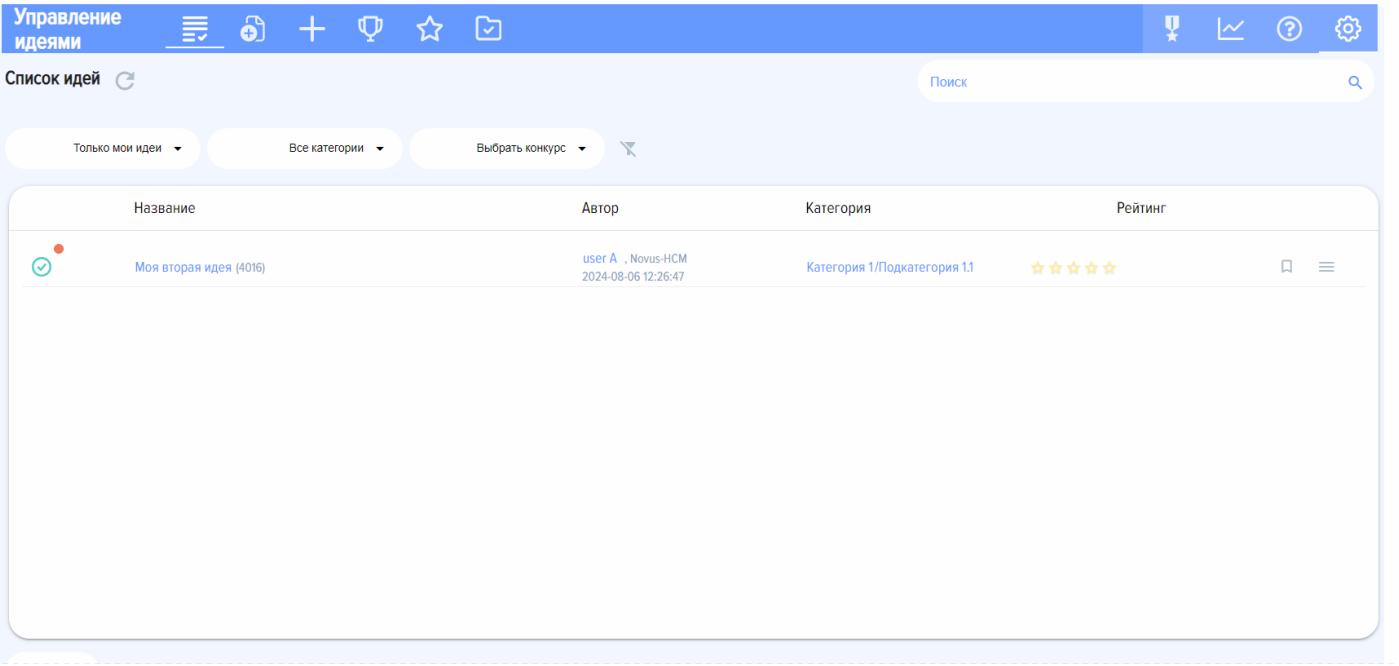 Управление
идеями
Список идей
Поиск
Только мои идеи
Все категории
Выбрать конкурс
Название
Автор
Категория
Рейтинг
Моя вторая идея (4016)
user A , Novus-HCM
2024-08-06 12:26:47
Категория 1/Подкатегория 1.1